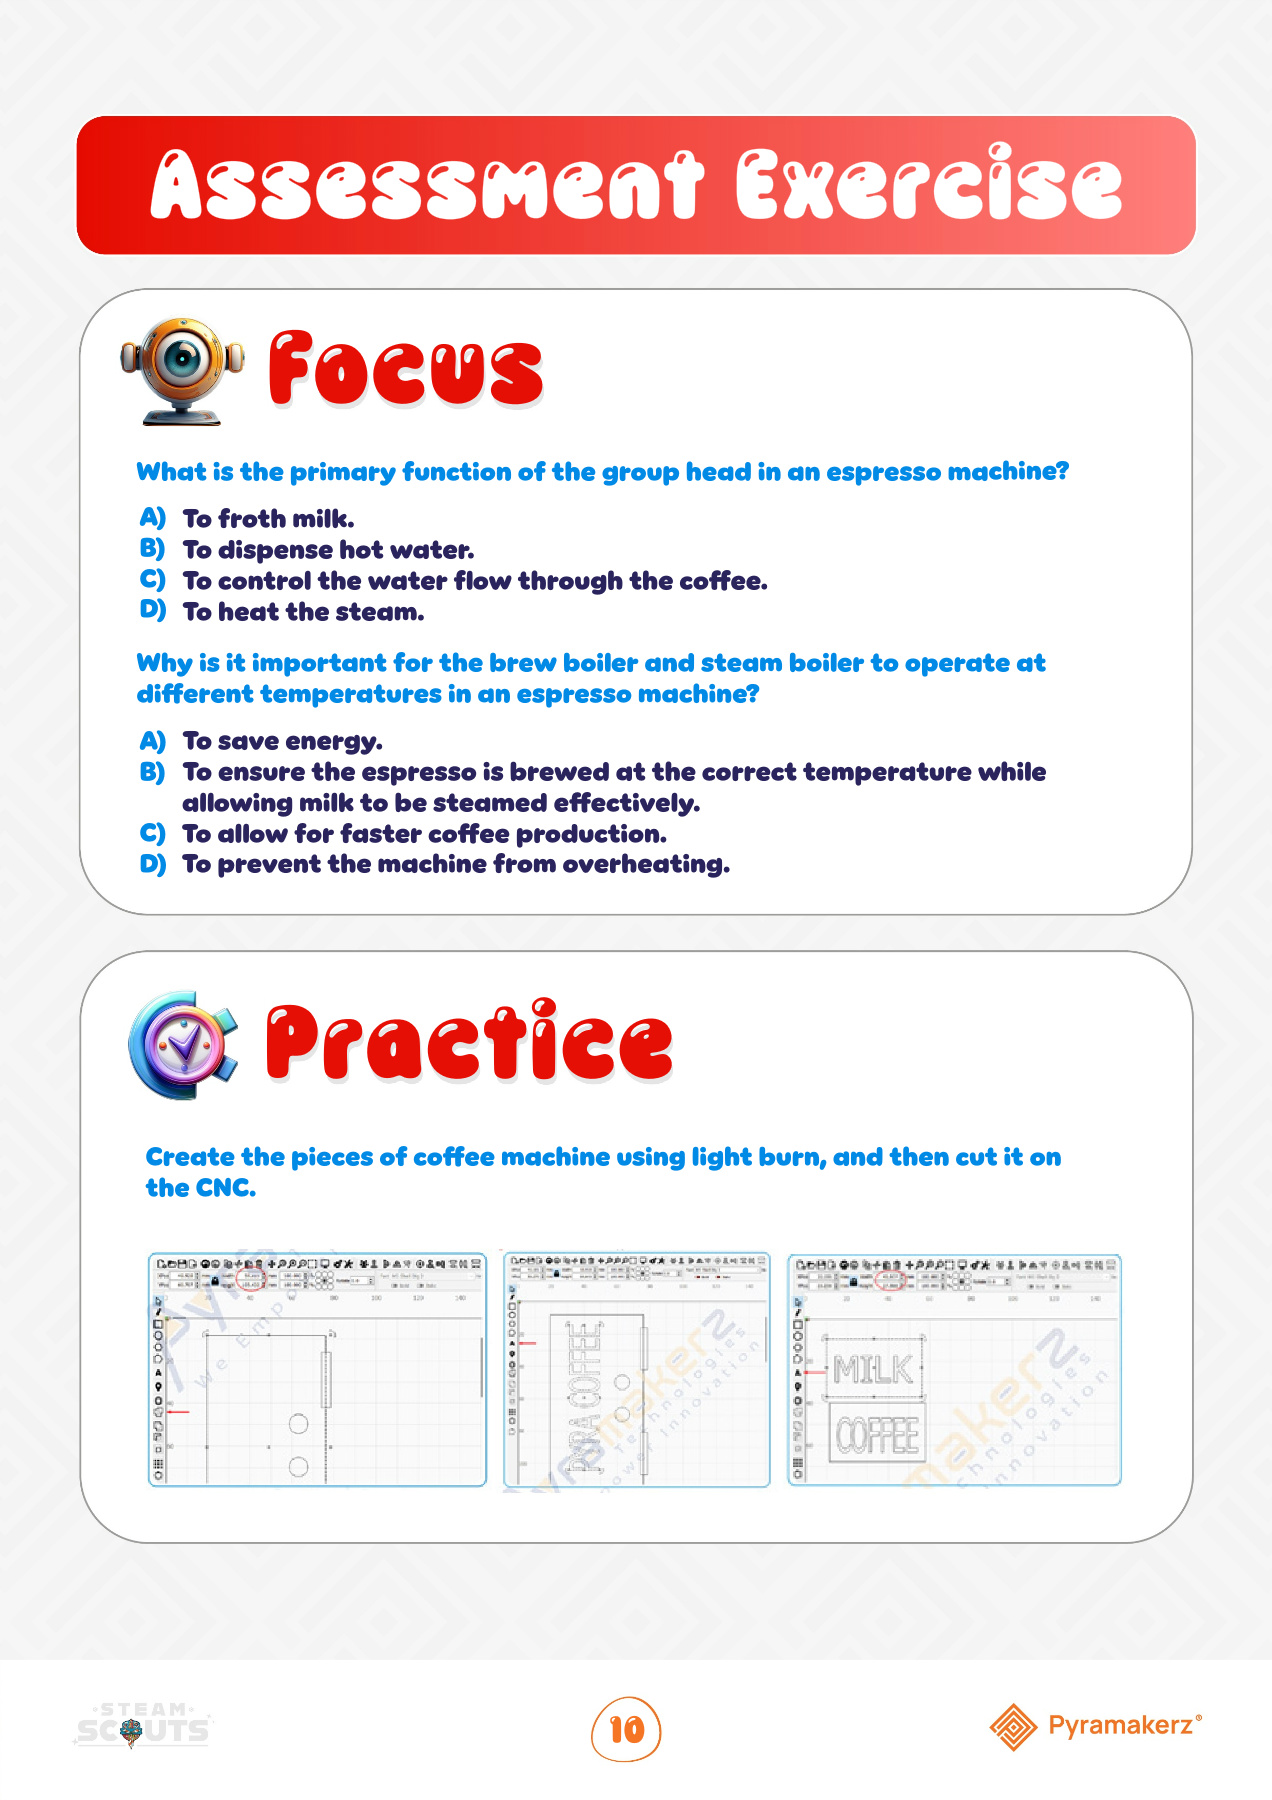 Assessment Exercise
Focus
What is the primary function of the group head in an espresso machine?
A) To froth milk.
B) To dispense hot water.
C) To control the water flow through the coffee.
D) To heat the steam.
Why is it important for the brew boiler and steam boiler to operate at
different temperatures in an espresso machine?
A) To save energy.
B) To ensure the espresso is brewed at the correct temperature while
allowing milk to be steamed effectively.
C) To allow for faster coffee production.
D) To prevent the machine from overheating.
Practice
Create the pieces of coffee machine using light burn, and then cut it on
the CNC.
PYRA COFFEE
MILK
COFFEE
STEAM
SCOUTS
10
Pyramakerz®